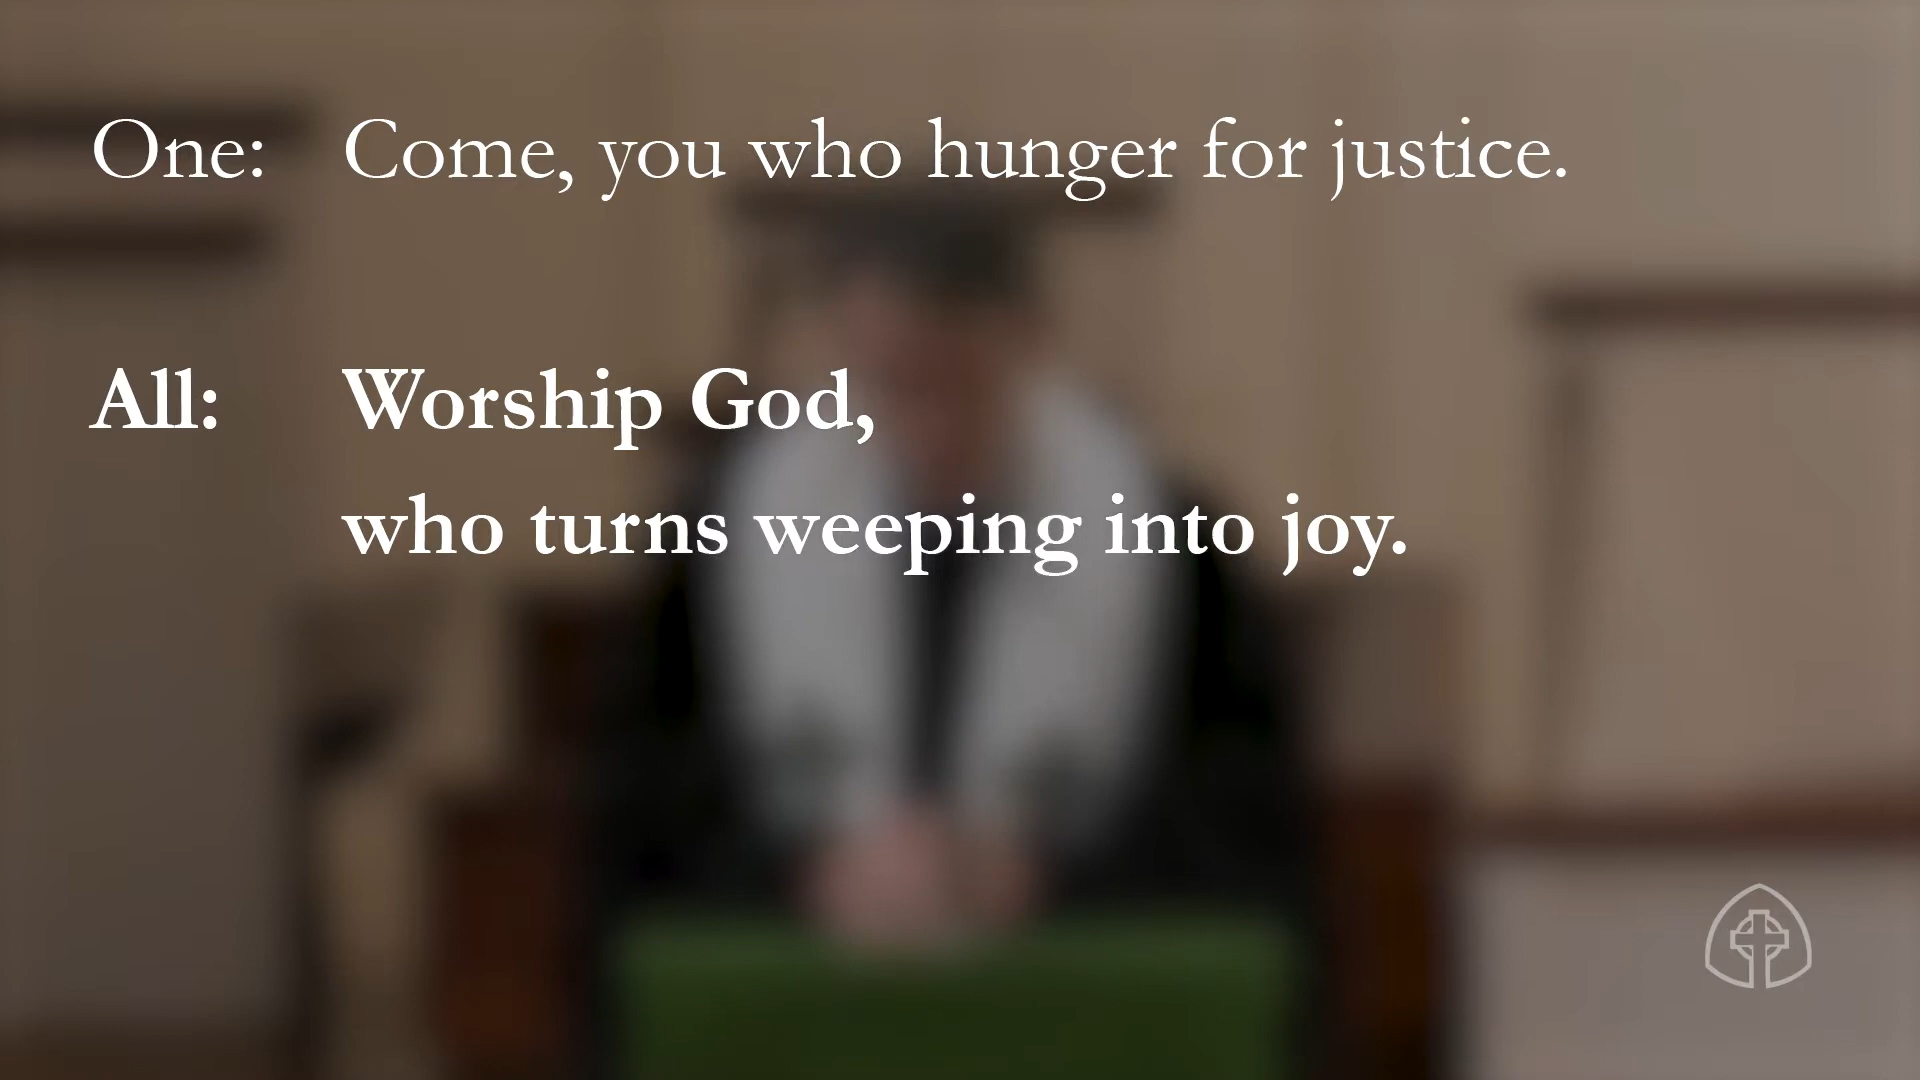 One: Come, you who hunger for justice.
All: Worship God,
who turns weeping into joy.